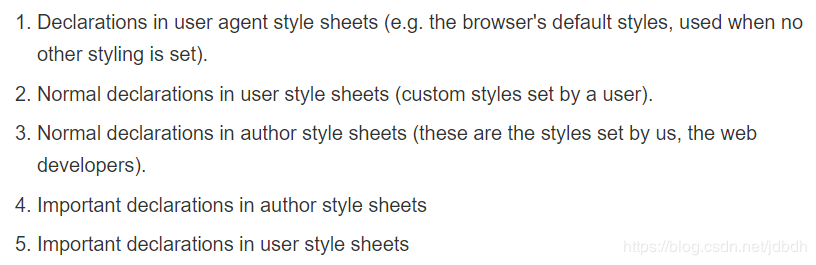 1. Declarations in user agent style sheets (e.g. the browser's default styles, used when no
other styling is set).
2. Normal declarations in user style sheets (custom styles set by a user).
3. Normal declarations in author style sheets (these are the styles set by us, the web
developers).
4. Important declarations in author style sheets
5. Important declarations in user style sheets
https://blog.csdn.net/jdbdh